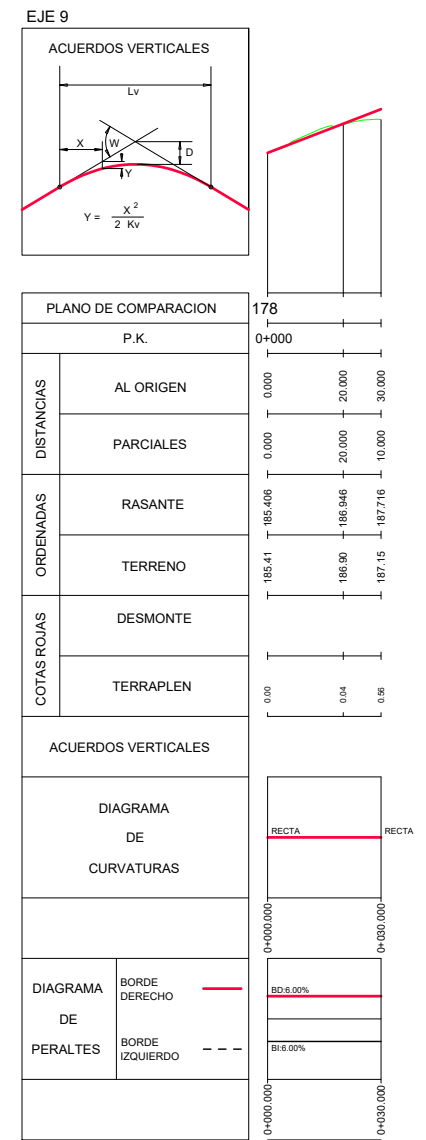 EJE 9
ACUERDOS VERTICALES
Lv
X
W
D
Y
Y = X 2
2 Kv
PLANO DE COMPARACION 178
P.K. 0+000
DISTANCIAS
AL ORIGEN 0.000 20.000 30.000
PARCIALES 0.000 20.000 10.000
ORDENADAS
RASANTE 185.406 186.946 187.716
TERRENO 185.41 186.90 187.15
COTAS ROJAS
DESMONTE
TERRAPLEN 0.00 0.04 0.56
ACUERDOS VERTICALES
DIAGRAMA
DE
CURVATURAS
RECTA RECTA
0+000.000 0+030.000
DIAGRAMA
DE
PERALTES
BORDE
DERECHO
BORDE
IZQUIERDO
BD:6.00%
BI:6.00%
0+000.000 0+030.000